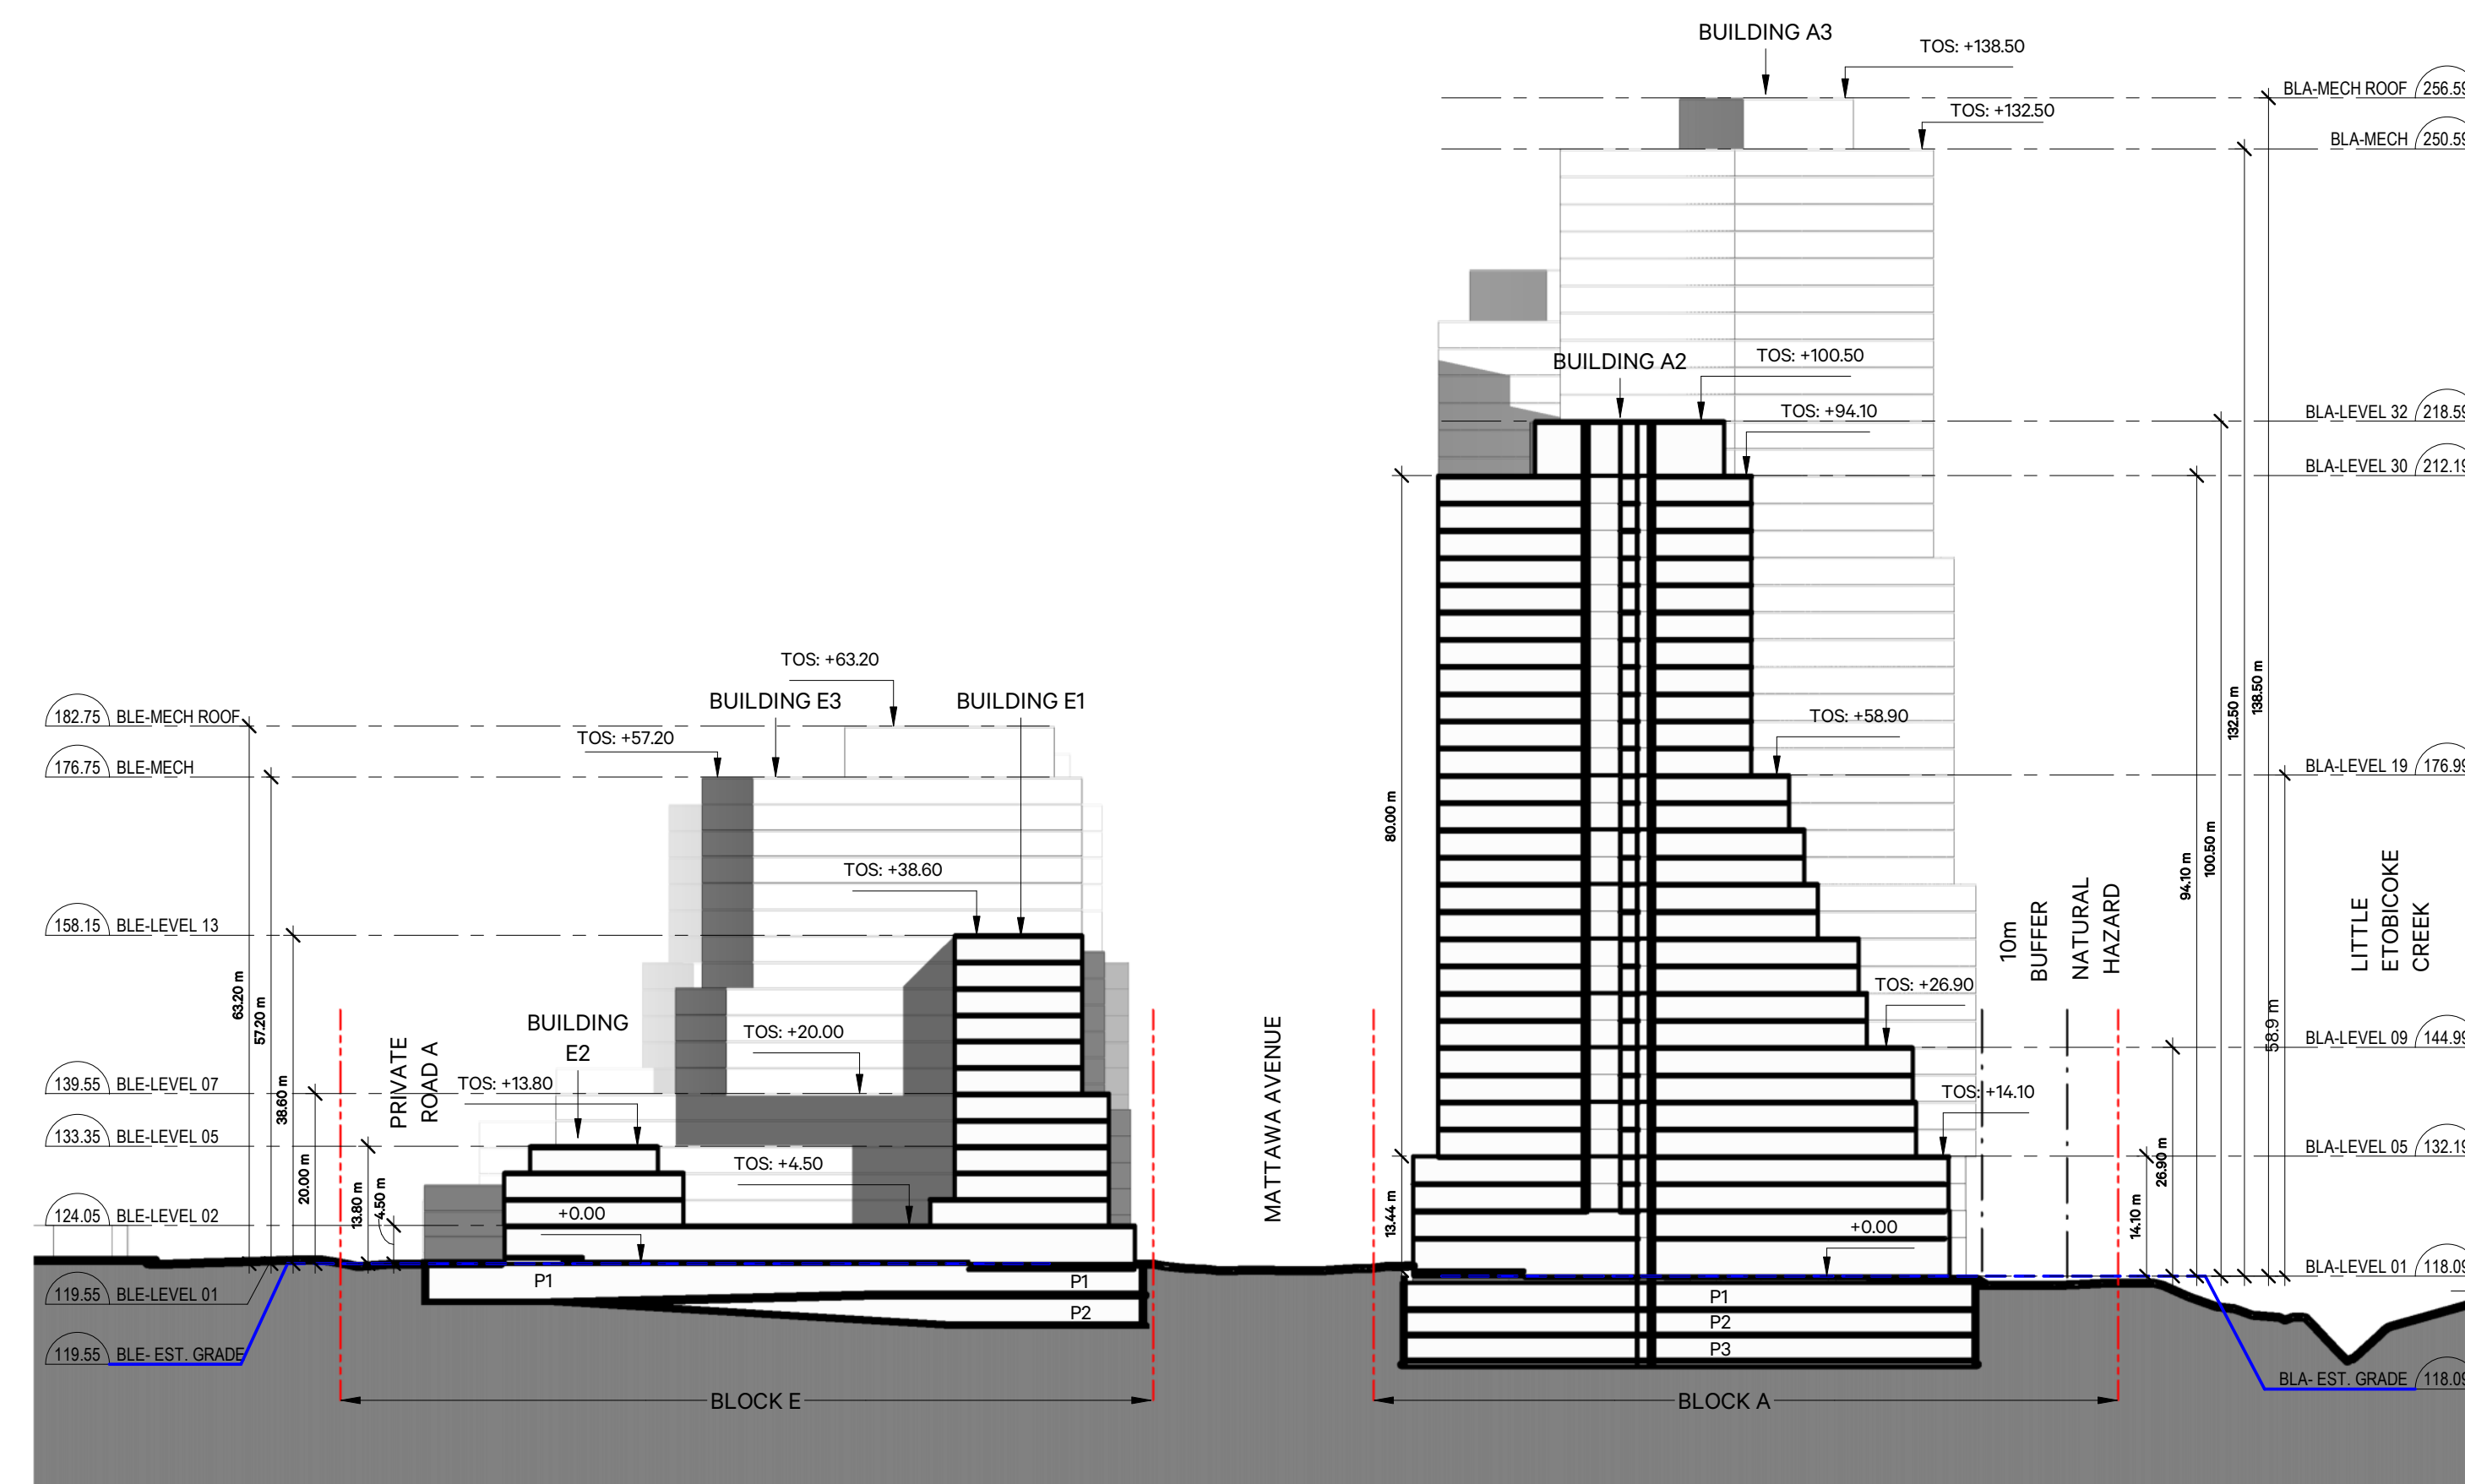 BUILDING A3
TOS: +138.50
BLA-MECH ROOF 256.59
TOS: +132.50
BLA-MECH 250.59
BUILDING A2
TOS: +100.50
TOS: +94.10
BLA-LEVEL 32 218.59
BLA-LEVEL 30 212.19
TOS: +63.20
BUILDING E3
BUILDING E1
182.75 BLE-MECH ROOF
TOS: +57.20
176.75 BLE-MECH
TOS: +58.90
BLA-LEVEL 19 176.99
138.50 m
132.50 m
80.00 m
94.10 m
100.50 m
TOS: +38.60
158.15 BLE-LEVEL 13
63.20 m
57.20 m
10m
BUFFER
NATURAL
HAZARD
LITTLE
ETOBICOKE
CREEK
TOS: +26.90
58.9 m
BUILDING
E2
TOS: +20.00
BLA-LEVEL 09 144.99
139.55 BLE-LEVEL 07
38.60 m
PRIVATE
ROAD A
TOS: +13.80
MATTAWA AVENUE
TOS: +14.10
133.35 BLE-LEVEL 05
BLA-LEVEL 05 132.19
20.00 m
13.80 m
4.50 m
TOS: +4.50
13.44 m
14.10 m
26.90 m
124.05 BLE-LEVEL 02
+0.00
+0.00
BLA-LEVEL 01 118.09
P1
P1
P2
P1
P2
P3
119.55 BLE-LEVEL 01
119.55 BLE- EST. GRADE
BLA- EST. GRADE 118.09
BLOCK E
BLOCK A